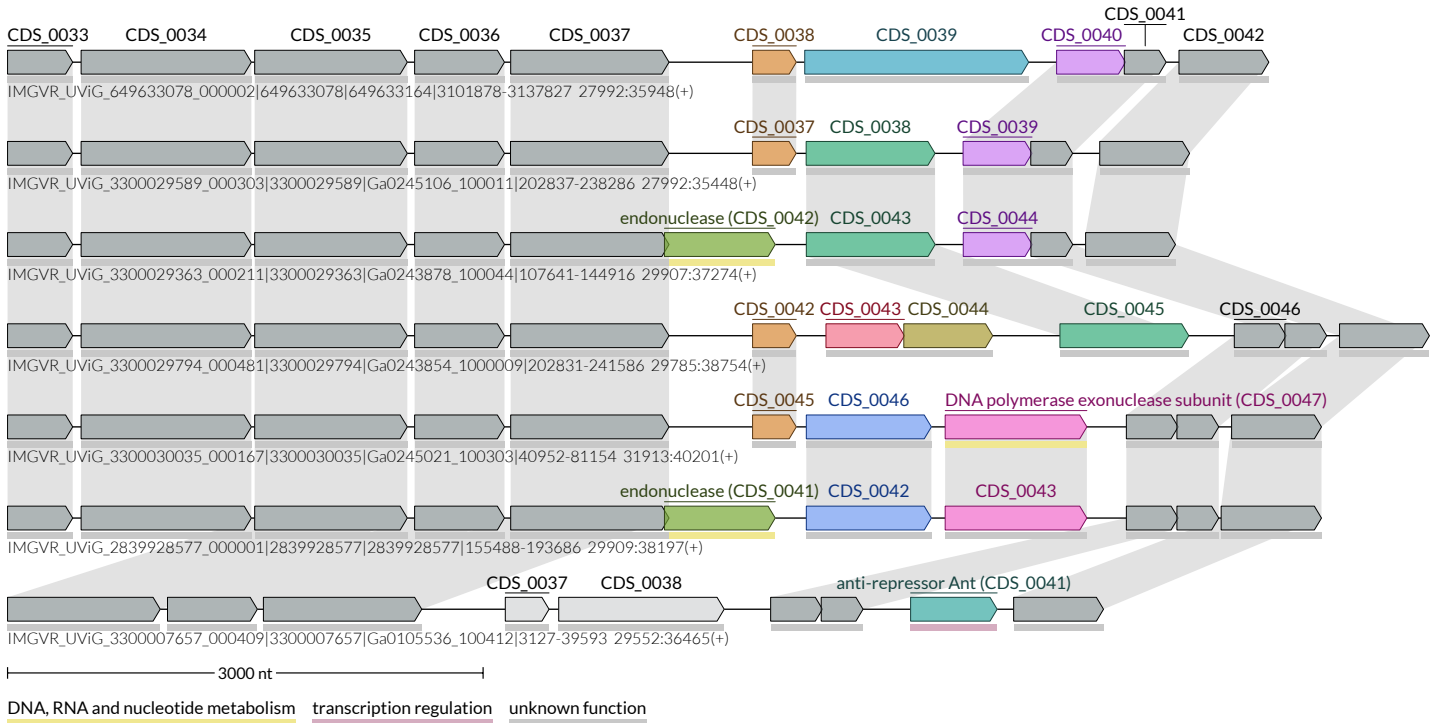 CDS_0041
CDS_0033 CDS_0034 CDS_0035 CDS_0036 CDS_0037 CDS_0038 CDS_0039 CDS_0040 CDS_0042
IMGVR_UViG_649633078_000002|649633078|649633164|3101878-3137827 27992:35948(+)
CDS_0037 CDS_0038 CDS_0039
IMGVR_UViG_3300029589_000303|3300029589|Ga0245106_100011|202837-238286 27992:35448(+)
endonuclease (CDS_0042) CDS_0043 CDS_0044
IMGVR_UViG_3300029363_000211|3300029363|Ga0243878_100044|107641-144916 29907:37274(+)
CDS_0042 CDS_0043 CDS_0044 CDS_0045 CDS_0046
IMGVR_UViG_3300029794_000481|3300029794|Ga0243854_1000009|202831-241586 29785:38754(+)
CDS_0045 CDS_0046 DNA polymerase exonuclease subunit (CDS_0047)
IMGVR_UViG_3300030035_000167|3300030035|Ga0245021_100303|40952-81154 31913:40201(+)
endonuclease (CDS_0041) CDS_0042 CDS_0043
IMGVR_UViG_2839928577_000001|2839928577|2839928577|155488-193686 29909:38197(+)
CDS_0037 CDS_0038 anti-repressor Ant (CDS_0041)
IMGVR_UViG_3300007657_000409|3300007657|Ga0105536_100412|3127-39593 29552:36465(+)
3000 nt
DNA, RNA and nucleotide metabolism transcription regulation unknown function